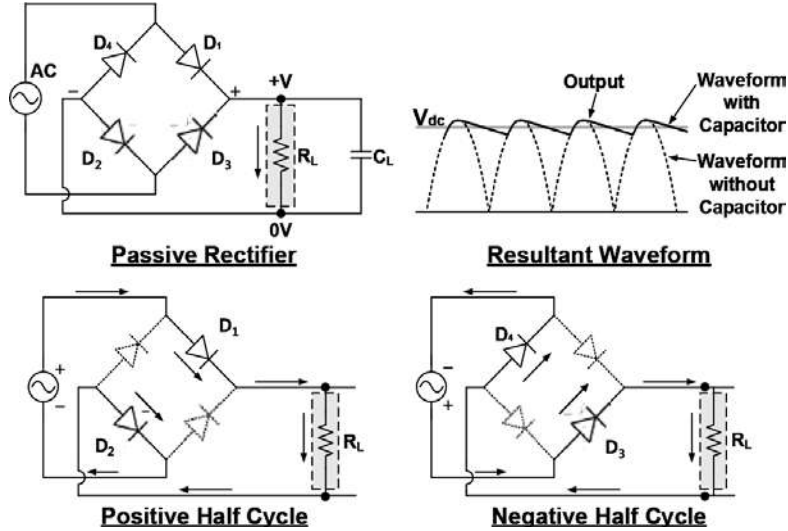 D₄
D₁
AC
−
+
+V
D₂
D₃
R_L
C_L
0V
Passive Rectifier
Output
Waveform
with
Capacitor
V_dc
Waveform
without
Capacitor
Resultant Waveform
D₁
+
−
D₂
R_L
Positive Half Cycle
D₄
−
+
D₃
R_L
Negative Half Cycle